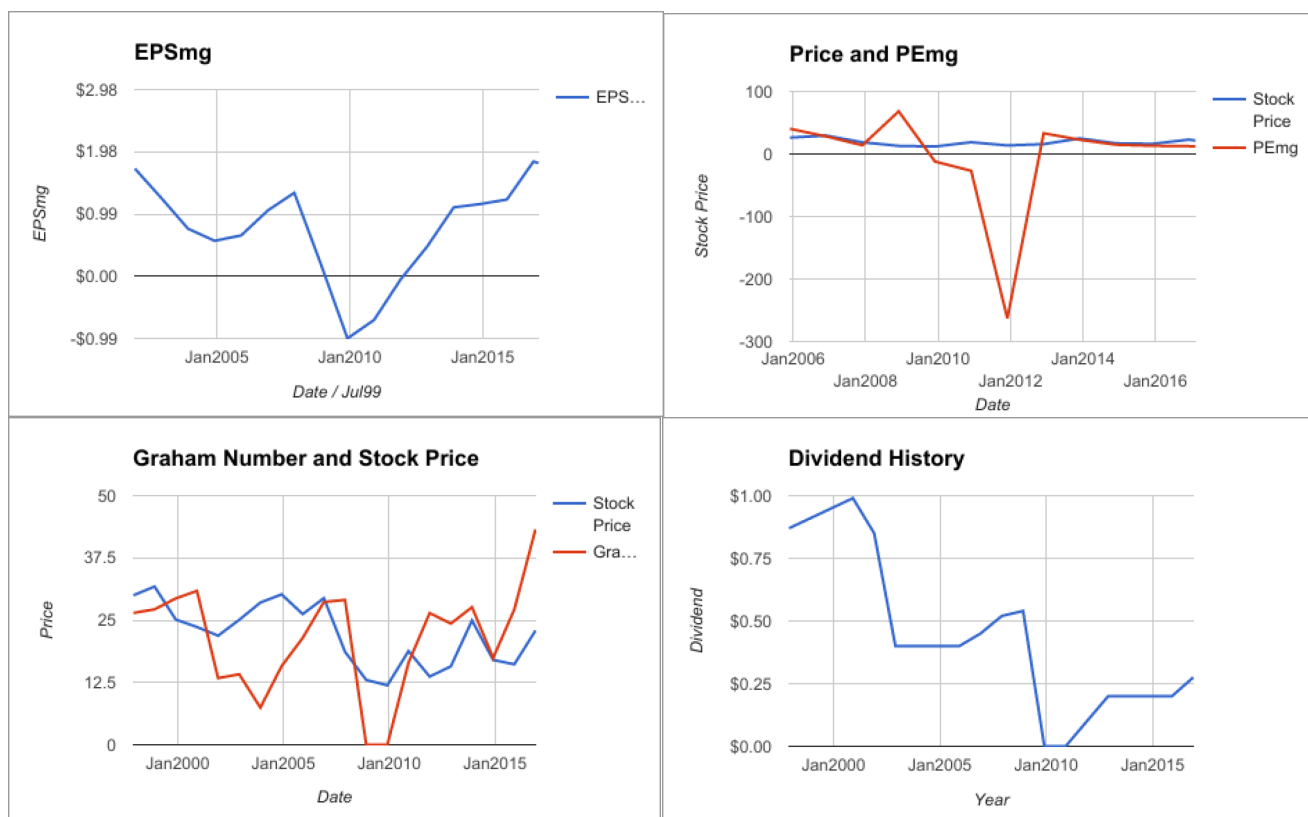 EPSmg
$2.98
$1.98
$0.99
$0.00
-$0.99
EPSmg
Jan2005
Jan2010
Jan2015
Date / Jul99
EPS…
Price and PEmg
100
0
-100
-200
-300
Stock Price
Jan2006
Jan2008
Jan2010
Jan2012
Jan2014
Jan2016
Date
Stock
Price
PEmg
Graham Number and Stock Price
50
37.5
25
12.5
0
Price
Jan2000
Jan2005
Jan2010
Jan2015
Date
Stock
Price
Gra…
Dividend History
$1.00
$0.75
$0.50
$0.25
$0.00
Dividend
Jan2000
Jan2005
Jan2010
Jan2015
Year